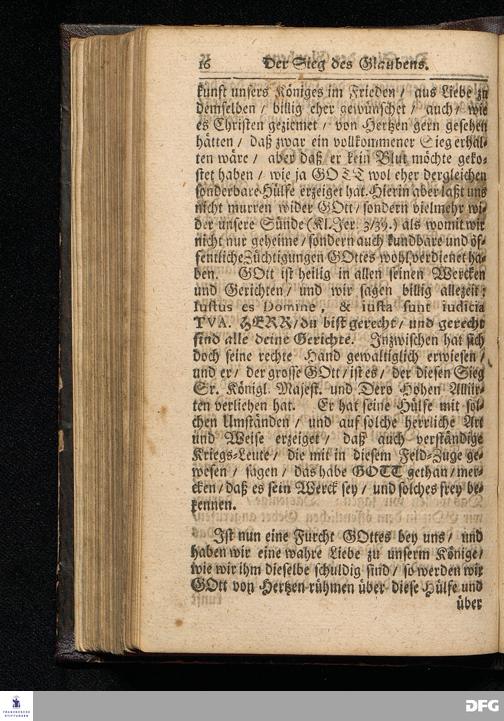 16 Der Sieg des Glaubens.
kunft unsers Königes im Frieden / aus Liebe zu
demselben / billig eher gewünschet / auch / wie
es Christen geziemet / von Hertzen gern gesehen
hätten / daß zwar ein vollkommener Sieg erhal-
ten wäre / aber daß er kein Blut möchte geko-
stet haben / wie ja GOTT wol eher dergleichen
sonderbare Hülfe erzeiget hat. Hierin aber laßt uns
nicht murren wider GOtt / sondern vielmehr wi-
der unsere Sünde (Kl. Jer. 3/39.) als womit wir
nicht nur geheime / sondern auch kundbare und öf-
fentliche Züchtigungen GOttes wohl verdienet ha-
ben. GOtt ist heilig in allen seinen Wercken
und Gerichten / und wir sagen billig allezeit:
Iustus es Domine, & iusta sunt iudicia
TVA. HERR / du bist gerecht / und gerecht
sind alle deine Gerichte. Inzwischen hat sich
doch seine rechte Hand gewaltiglich erwiesen /
und er / der grosse GOtt / ist es / der diesen Sieg
Sr. Königl. Majest. und Dero Hohen Alliir-
ten verliehen hat. Er hat seine Hülfe mit sol-
chen Umständen / und auf solche herrliche Art
und Weise erzeiget / daß auch verständige
Kriegs-Leute / die mit in diesem Feld-Zuge ge-
wesen / sagen / das habe GOTT gethan / mer-
cken / daß es sein Werck sey / und solches frey be-
kennen.
Ist nun eine Furcht GOttes bey uns / und
haben wir eine wahre Liebe zu unserm Könige /
wie wir ihm dieselbe schuldig sind / so werden wir
GOtt von Hertzen rühmen über diese Hülfe und
über
FRANCKESCHE
STIFTUNGEN
DFG